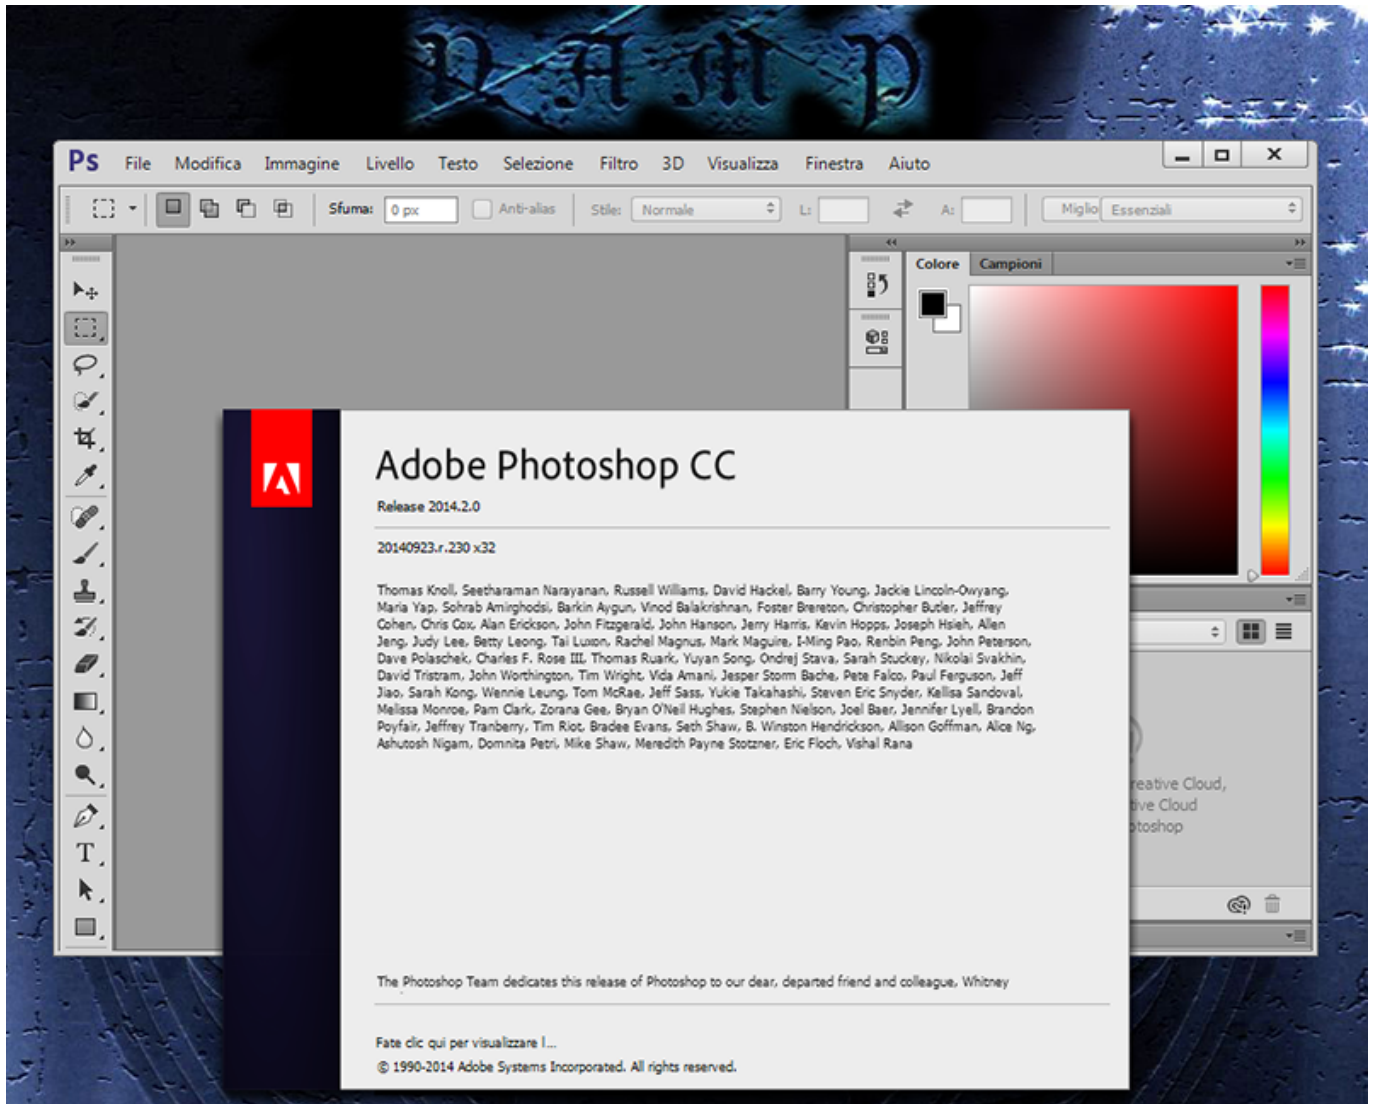 VAMP
Ps File Modifica Immagine Livello Testo Selezione Filtro 3D Visualizza Finestra Aiuto
Sfuma: 0 px Anti-alias Stile: Normale L: A: Miglio Essenziali
Colore Campioni
Adobe Photoshop CC
Release 2014.2.0
20140923.r.230 x32
Thomas Knoll, Seetharaman Narayanan, Russell Williams, David Hackel, Barry Young, Jackie Lincoln-Owyang,
Maria Yap, Sohrab Amirghodsi, Barkin Aygun, Vinod Balakrishnan, Foster Brereton, Christopher Butler, Jeffrey
Cohen, Chris Cox, Alan Erickson, John Fitzgerald, John Hanson, Jerry Harris, Kevin Hopps, Joseph Hsieh, Allen
Jeng, Judy Lee, Betty Leong, Tai Luxon, Rachel Magnus, Mark Maguire, I-Ming Pao, Renbin Peng, John Peterson,
Dave Polaschek, Charles F. Rose III, Thomas Ruark, Yuyan Song, Ondrej Stava, Sarah Stuckey, Nikolai Svakhin,
David Tristram, John Worthington, Tim Wright, Vida Amani, Jesper Storm Bache, Pete Falco, Paul Ferguson, Jeff
Jiao, Sarah Kong, Wennie Leung, Tom McRae, Jeff Sass, Yukie Takahashi, Steven Eric Snyder, Kellisa Sandoval,
Melissa Monroe, Pam Clark, Zorana Gee, Bryan O'Neil Hughes, Stephen Nielson, Joel Baer, Jennifer Lyell, Brandon
Poyfair, Jeffrey Tranberry, Tim Riot, Bradee Evans, Seth Shaw, B. Winston Hendrickson, Allison Goffman, Alice Ng,
Ashutosh Nigam, Domnita Petri, Mike Shaw, Meredith Payne Stotzner, Eric Floch, Vishal Rana
reative Cloud,
tive Cloud
otoshop
The Photoshop Team dedicates this release of Photoshop to our dear, departed friend and colleague, Whitney
Fate clic qui per visualizzare l...
© 1990-2014 Adobe Systems Incorporated. All rights reserved.